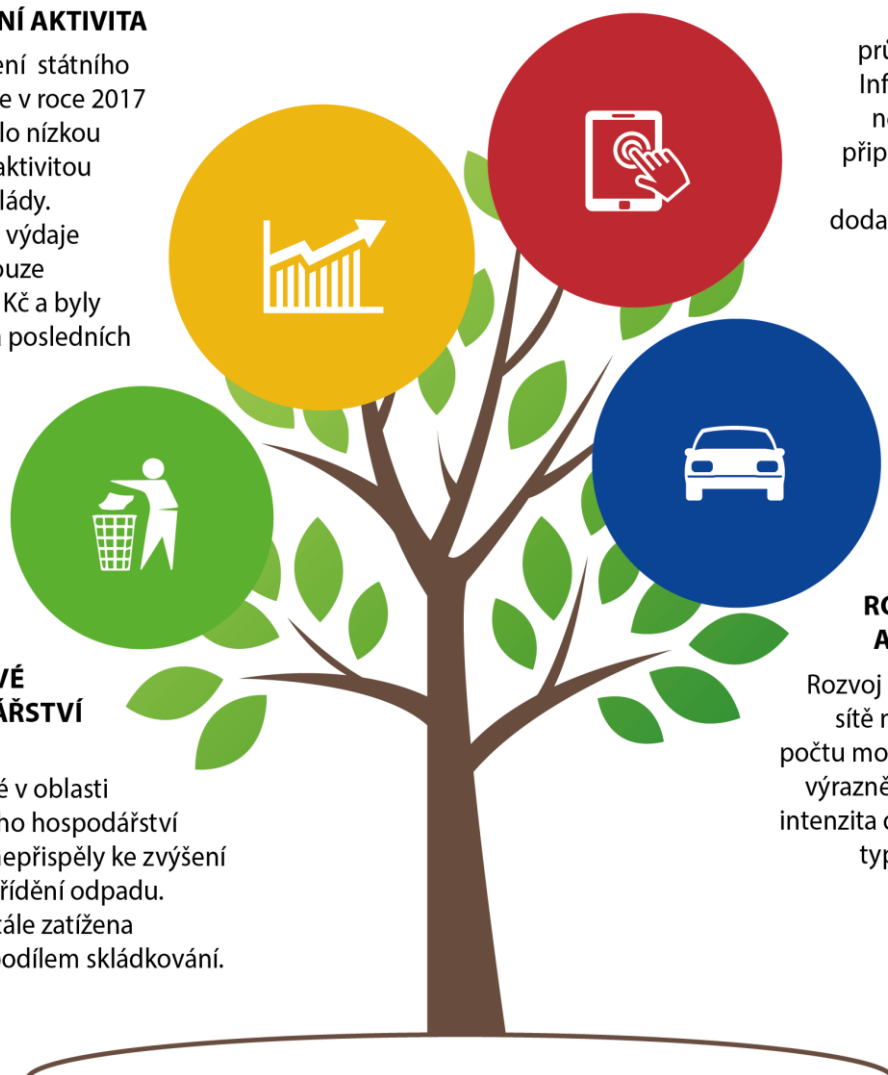 NÍ AKTIVITA
ení státního
e v roce 2017
lo nízkou
aktivitou
lády.
výdaje
ouze
Kč a byly
posledních
prů
Inf
ne
přip
doda
VÉ
ÁŘSTVÍ
é v oblasti
ho hospodářství
nepřispěly ke zvýšení
řídění odpadu.
tále zatížena
podílem skládkování.
RO
A
Rozvoj
sítě
počtu mo
výrazně
intenzita
typ